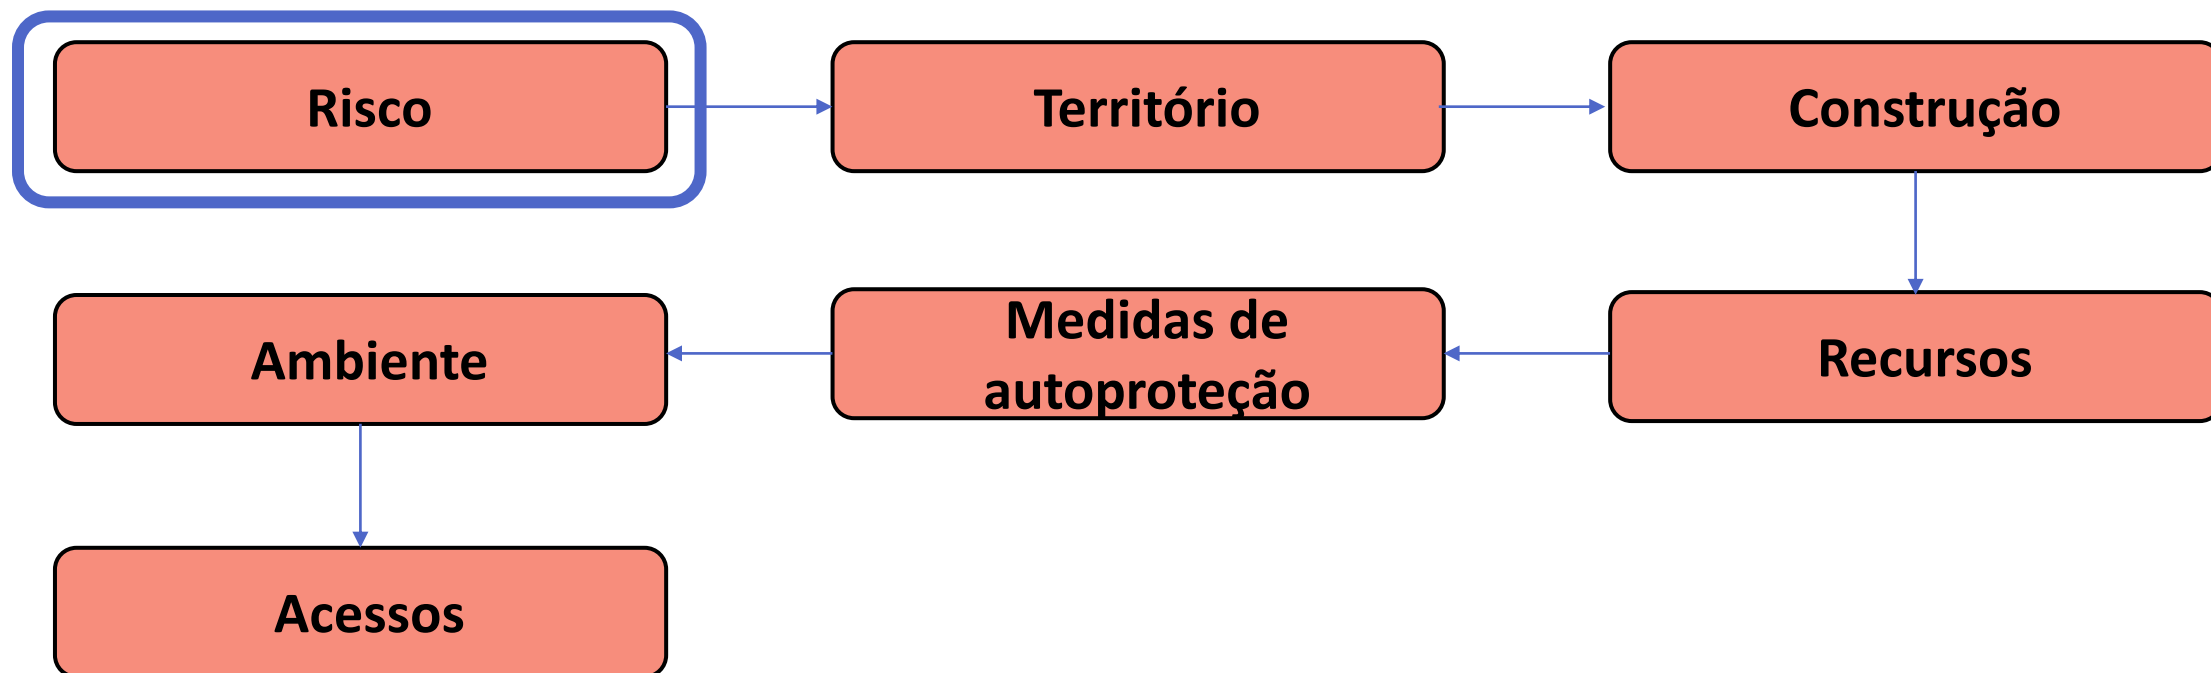 Risco
Território
Construção
Ambiente
Medidas de
autoproteção
Recursos
Acessos